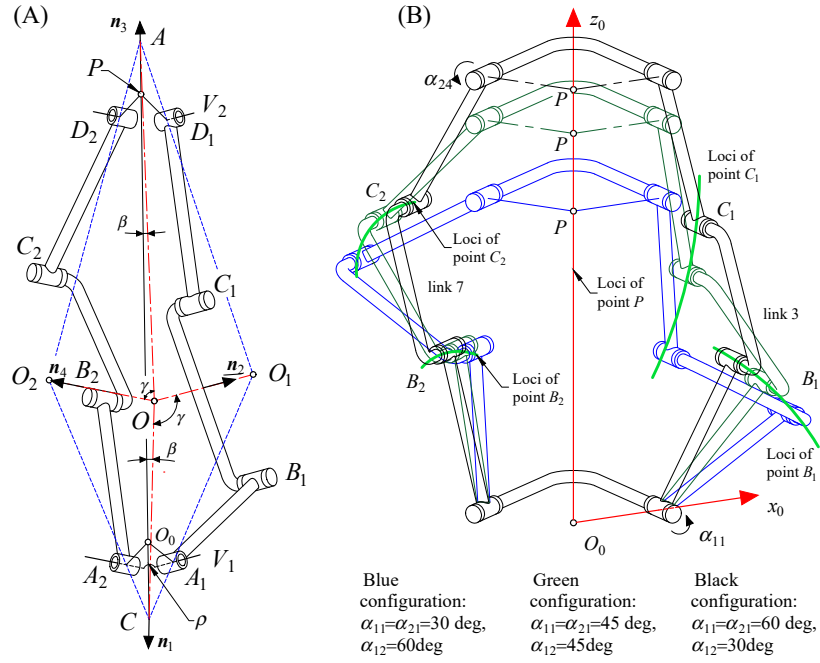 (A)
n₃
A
P
V₂
D₂
D₁
β
C₂
C₁
n₄
B₂
n₂
O₂
O₁
γ
O
γ
β
B₁
O₀
V₁
A₂
A₁
C
ρ
n₁
(B)
z₀
α₂₄
P
P
Loci of
point C₁
C₂
C₁
P
Loci of
point C₂
Loci of
point P
link 7
link 3
B₂
B₁
Loci of
point B₂
Loci of
point B₁
x₀
O₀
α₁₁
Blue
configuration:
α₁₁=α₂₁=30 deg,
α₁₂=60deg
Green
configuration:
α₁₁=α₂₁=45 deg,
α₁₂=45deg
Black
configuration:
α₁₁=α₂₁=60 deg,
α₁₂=30deg